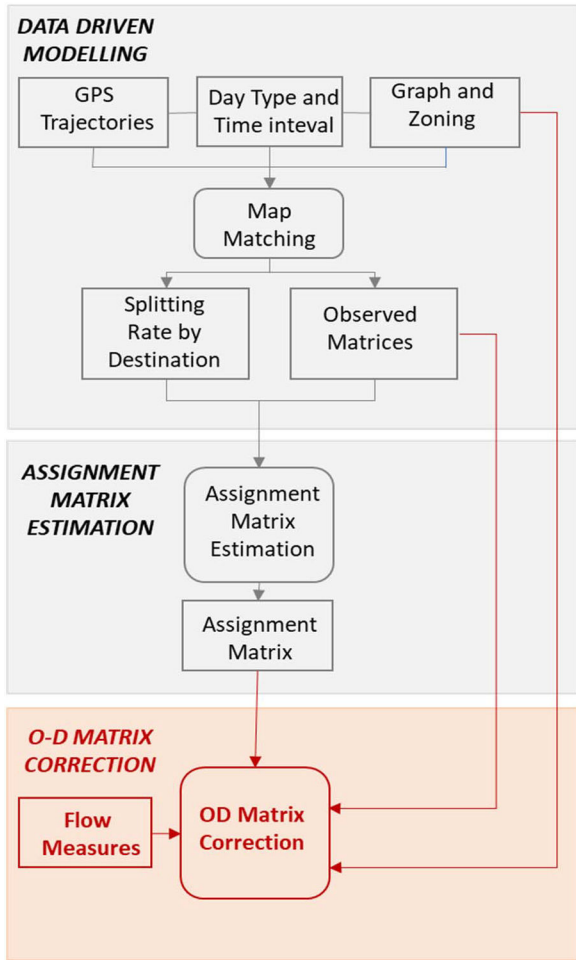 DATA DRIVEN
MODELLING
GPS
Trajectories
Day Type and
Time inteval
Graph and
Zoning
Map
Matching
Splitting
Rate by
Destination
Observed
Matrices
ASSIGNMENT
MATRIX
ESTIMATION
Assignment
Matrix
Estimation
Assignment
Matrix
O-D MATRIX
CORRECTION
Flow
Measures
OD Matrix
Correction